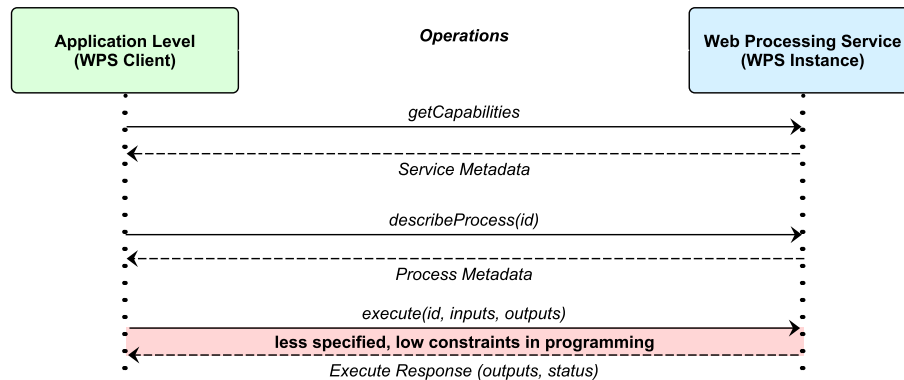 Application Level
(WPS Client)
Operations
Web Processing Service
(WPS Instance)
getCapabilities
Service Metadata
describeProcess(id)
Process Metadata
execute(id, inputs, outputs)
less specified, low constraints in programming
Execute Response (outputs, status)